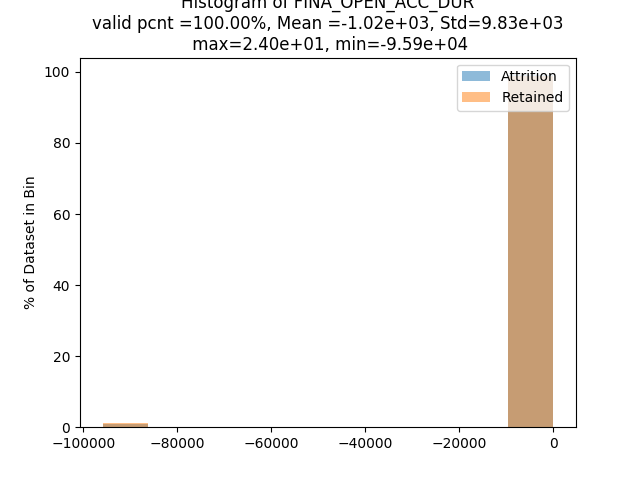 Histogram of FINA_OPEN_ACC_DUR
valid pcnt =100.00%, Mean =-1.02e+03, Std=9.83e+03
max=2.40e+01, min=-9.59e+04
Attrition
Retained
% of Dataset in Bin
100
80
60
40
20
0
−100000 −80000 −60000 −40000 −20000 0